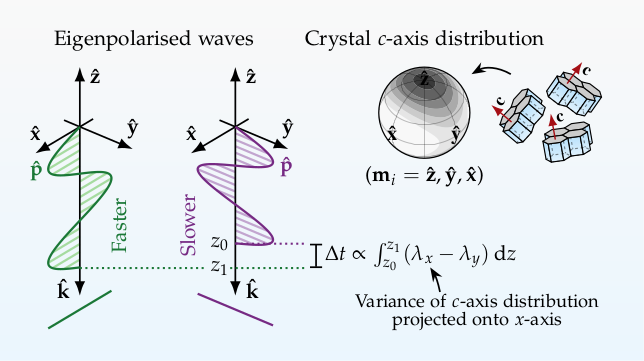 Eigenpolarised waves
Crystal c-axis distribution
ẑ
x̂
ŷ
p̂
Faster
k̂
ẑ
x̂
ŷ
p̂
Slower
z₀
z₁
k̂
ẑ
x̂
ŷ
c
c
c
(mᵢ = ẑ, ŷ, x̂)
Δt ∝ ∫_{z₀}^{z₁} (λₓ − λ_y) dz
Variance of c-axis distribution
projected onto x-axis